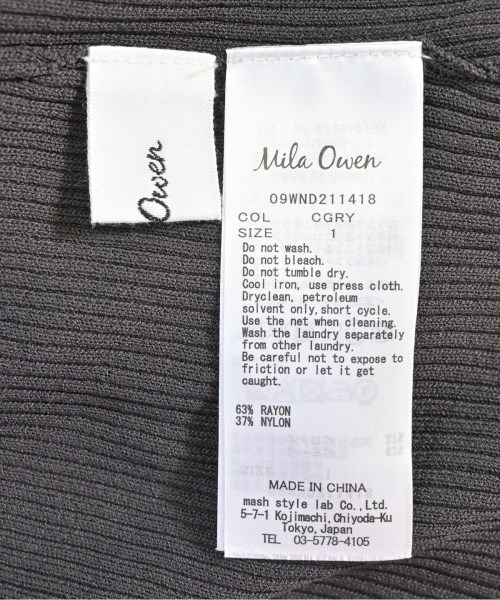 Owen
Mila Owen
09WND211418
COL CGRY
SIZE 1
Do not wash.
Do not bleach.
Do not tumble dry.
Cool iron, use press cloth.
Dryclean, petroleum
solvent only,short cycle.
Use the net when cleaning.
Wash the laundry separately
from other laundry.
Be careful not to expose to
friction or let it get
caught.
63% RAYON
37% NYLON
MADE IN CHINA
mash style lab Co.,Ltd.
5-7-1 Kojimachi,Chiyoda-Ku
Tokyo,Japan
TEL 03-5778-4105